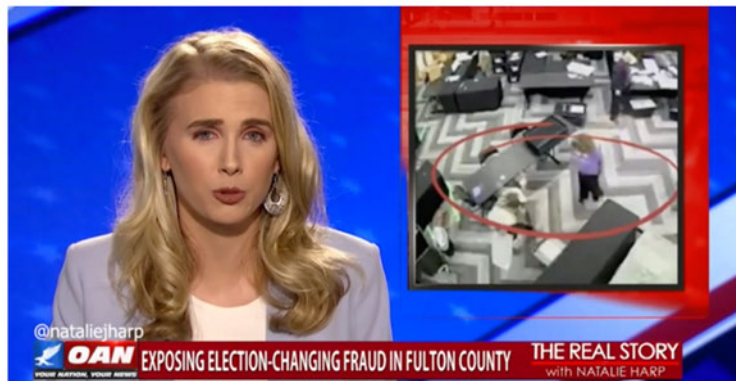 @nataliejharp
OAN
YOUR NATION, YOUR NEWS
EXPOSING ELECTION-CHANGING FRAUD IN FULTON COUNTY
THE REAL STORY
with NATALIE HARP